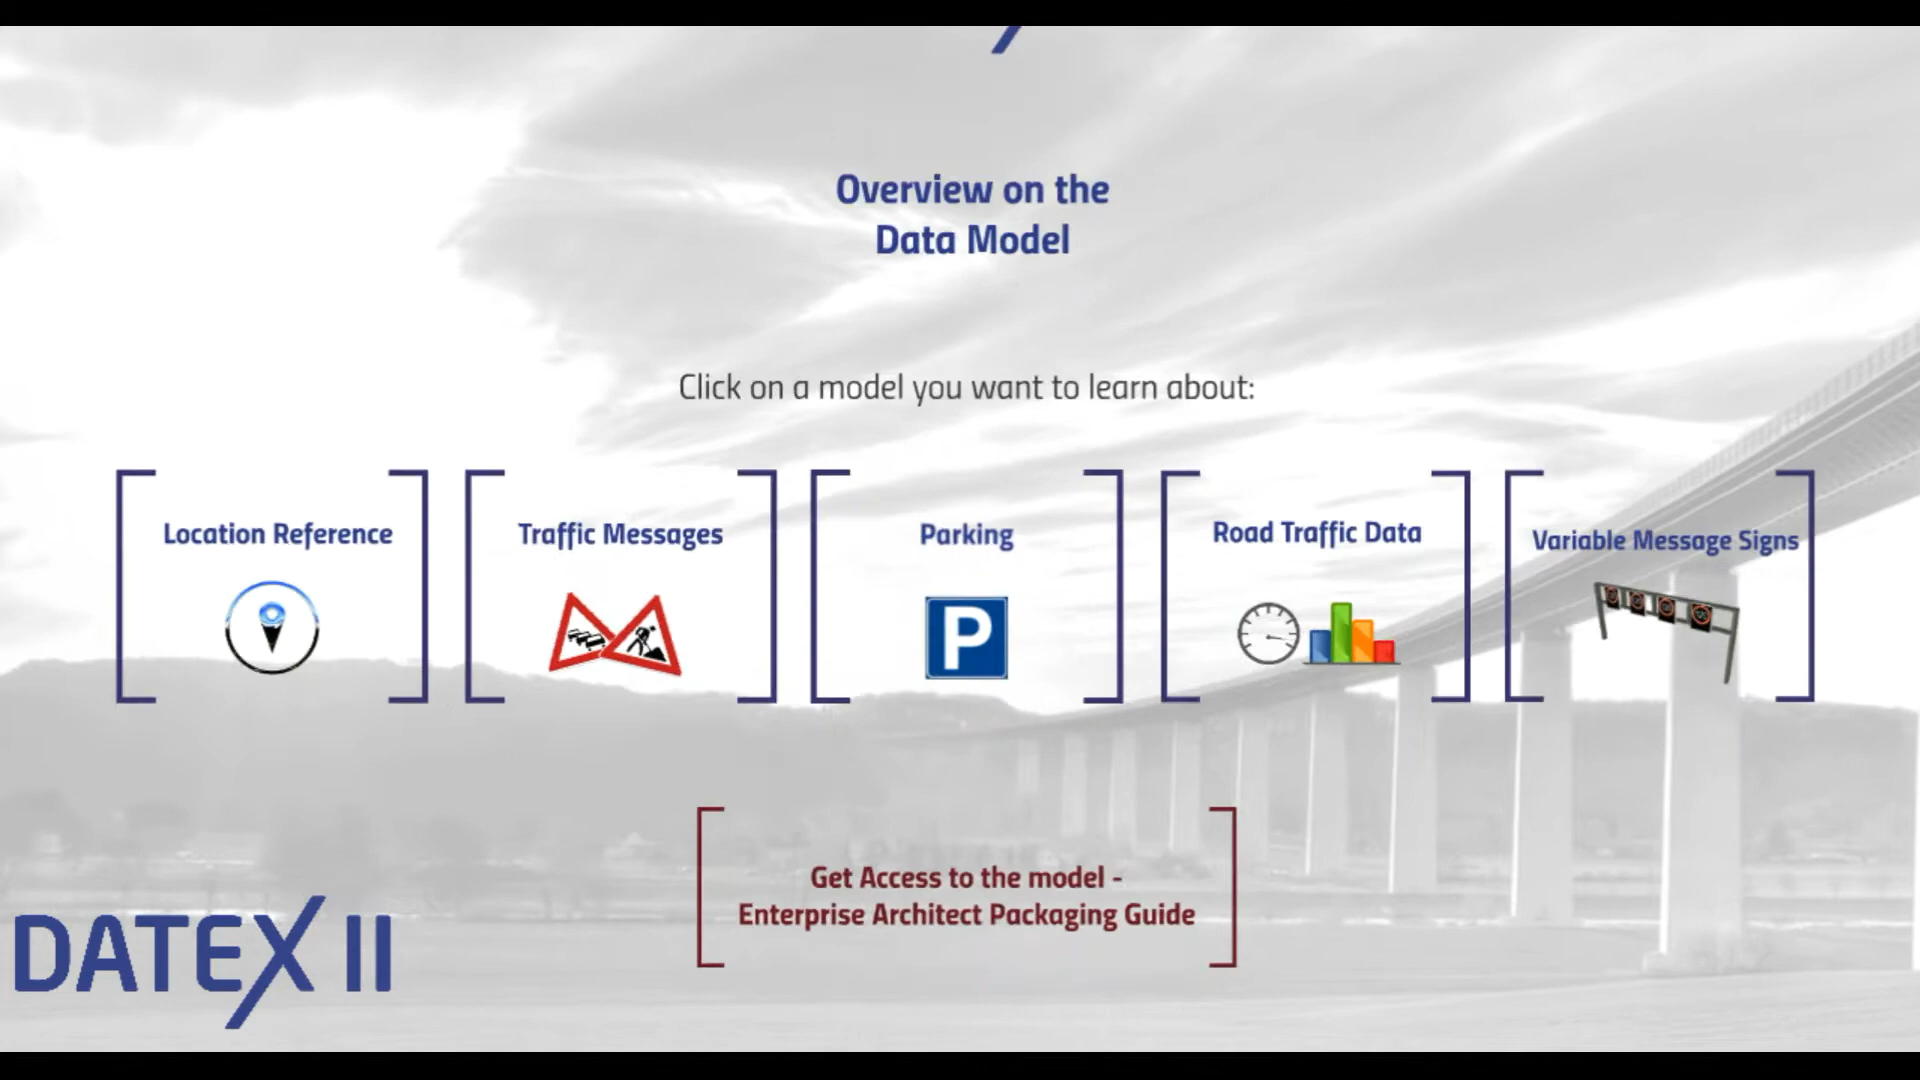 Overview on the
Data Model
Click on a model you want to learn about:
Location Reference
Traffic Messages
Parking
P
Road Traffic Data
Variable Message Signs
Get Access to the model -
Enterprise Architect Packaging Guide
DATEX II